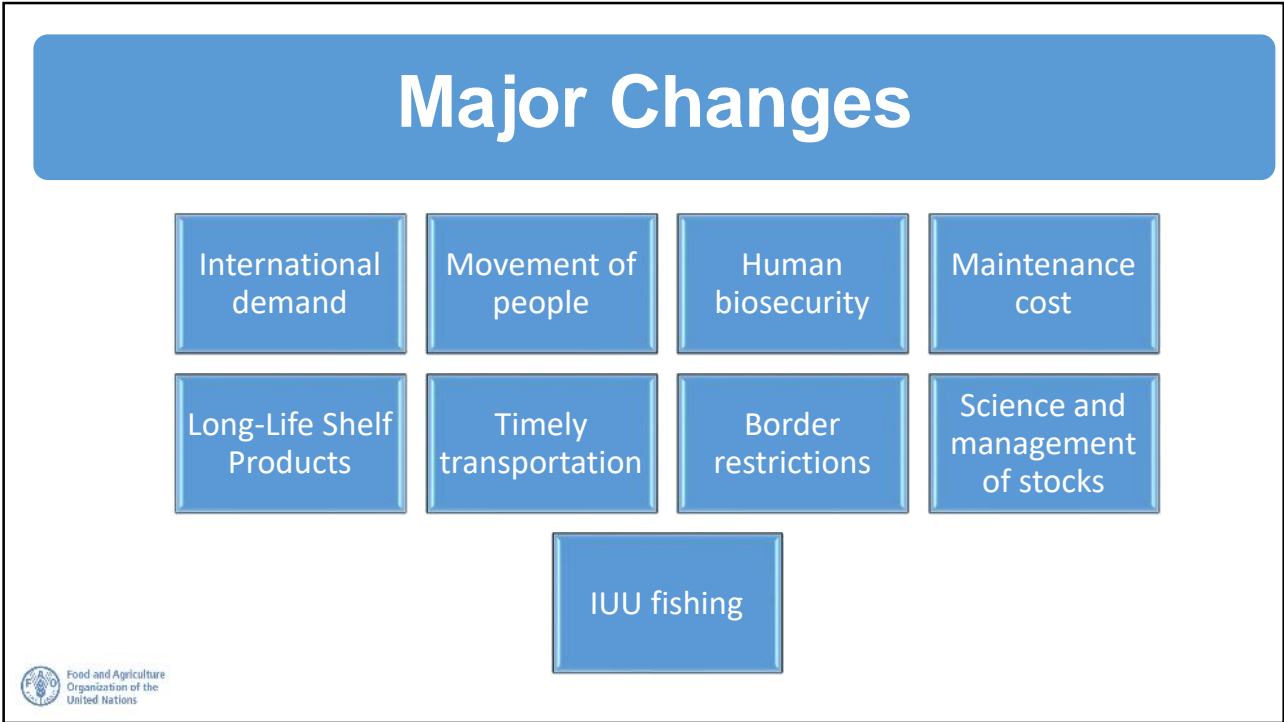 Major Changes
International
demand
Movement of
people
Human
biosecurity
Maintenance
cost
Long-Life Shelf
Products
Timely
transportation
Border
restrictions
Science and
management
of stocks
IUU fishing
Food and Agriculture
Organization of the
United Nations